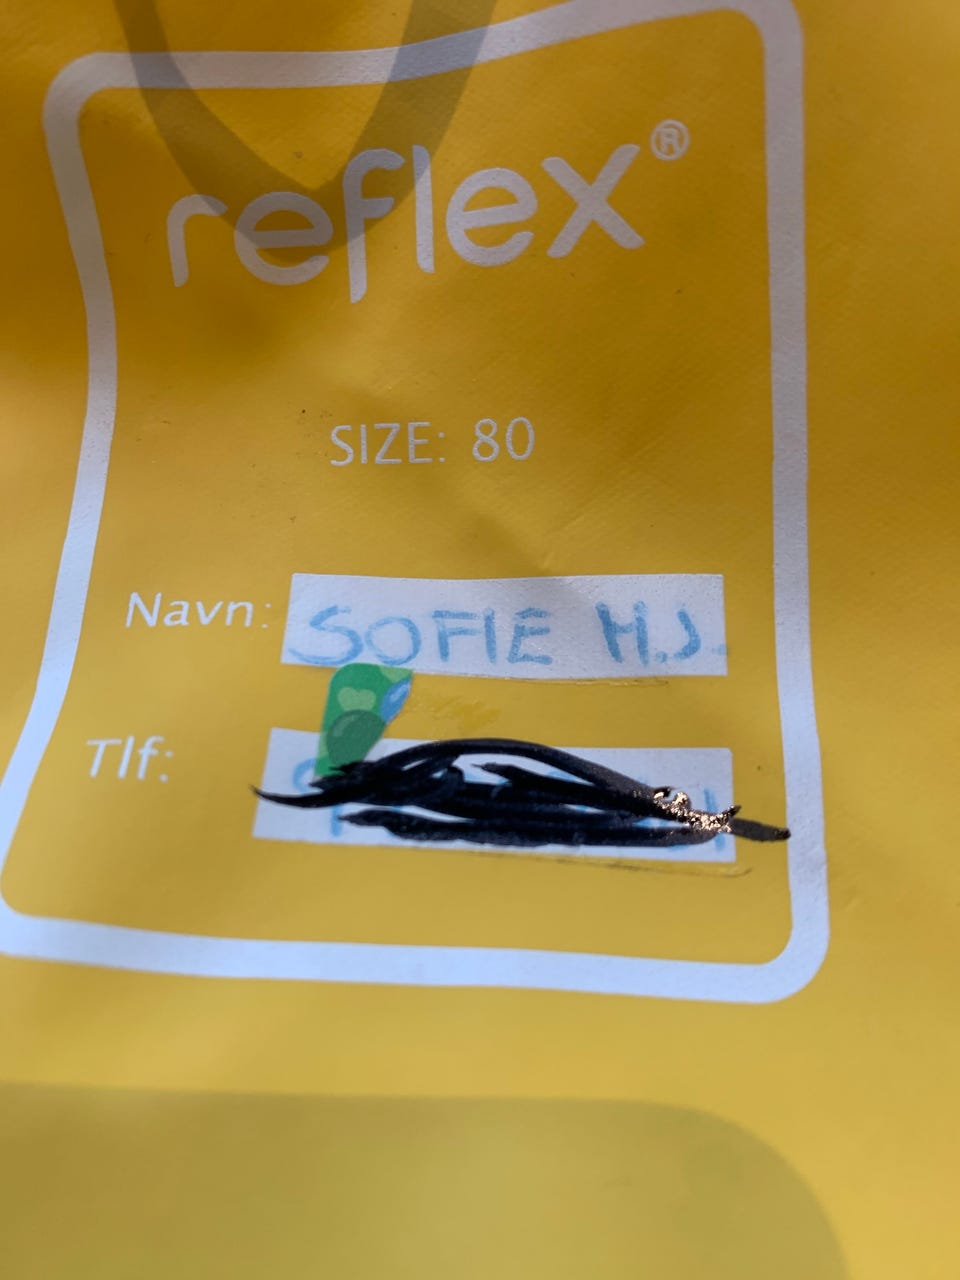 reflex®
SIZE: 80
Navn: SOFIE M.J.
Tlf: